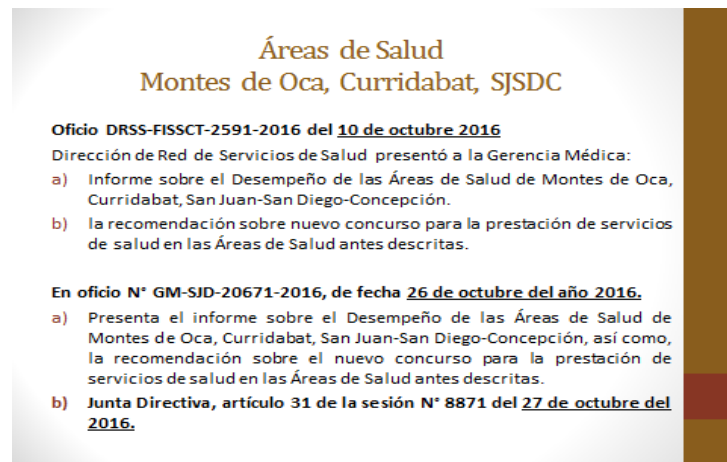 Áreas de Salud
Montes de Oca, Curridabat, SJSDC
Oficio DRSS-FISSCT-2591-2016 del 10 de octubre 2016
Dirección de Red de Servicios de Salud presentó a la Gerencia Médica:
a) Informe sobre el Desempeño de las Áreas de Salud de Montes de Oca,
Curridabat, San Juan-San Diego-Concepción.
b) la recomendación sobre nuevo concurso para la prestación de servicios
de salud en las Áreas de Salud antes descritas.
En oficio N° GM-SJD-20671-2016, de fecha 26 de octubre del año 2016.
a) Presenta el informe sobre el Desempeño de las Áreas de Salud de
Montes de Oca, Curridabat, San Juan-San Diego-Concepción, así como,
la recomendación sobre el nuevo concurso para la prestación de
servicios de salud en las Áreas de Salud antes descritas.
b) Junta Directiva, artículo 31 de la sesión N° 8871 del 27 de octubre del
2016.